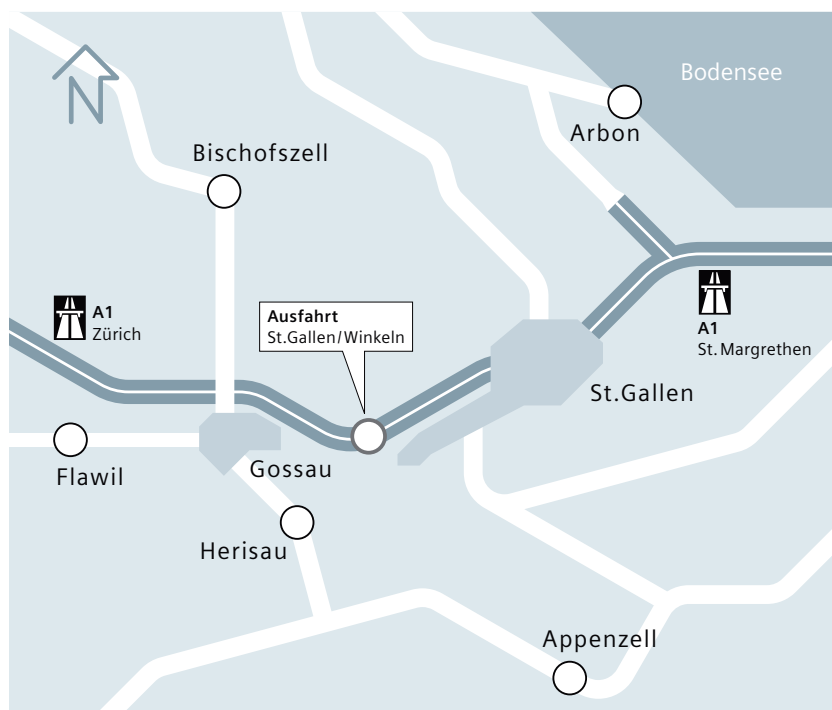 Bodensee
N
Arbon
Bischofszell
A1
Zürich
Ausfahrt
St.Gallen/Winkeln
A1
St. Margrethen
St.Gallen
Flawil
Gossau
Herisau
Appenzell